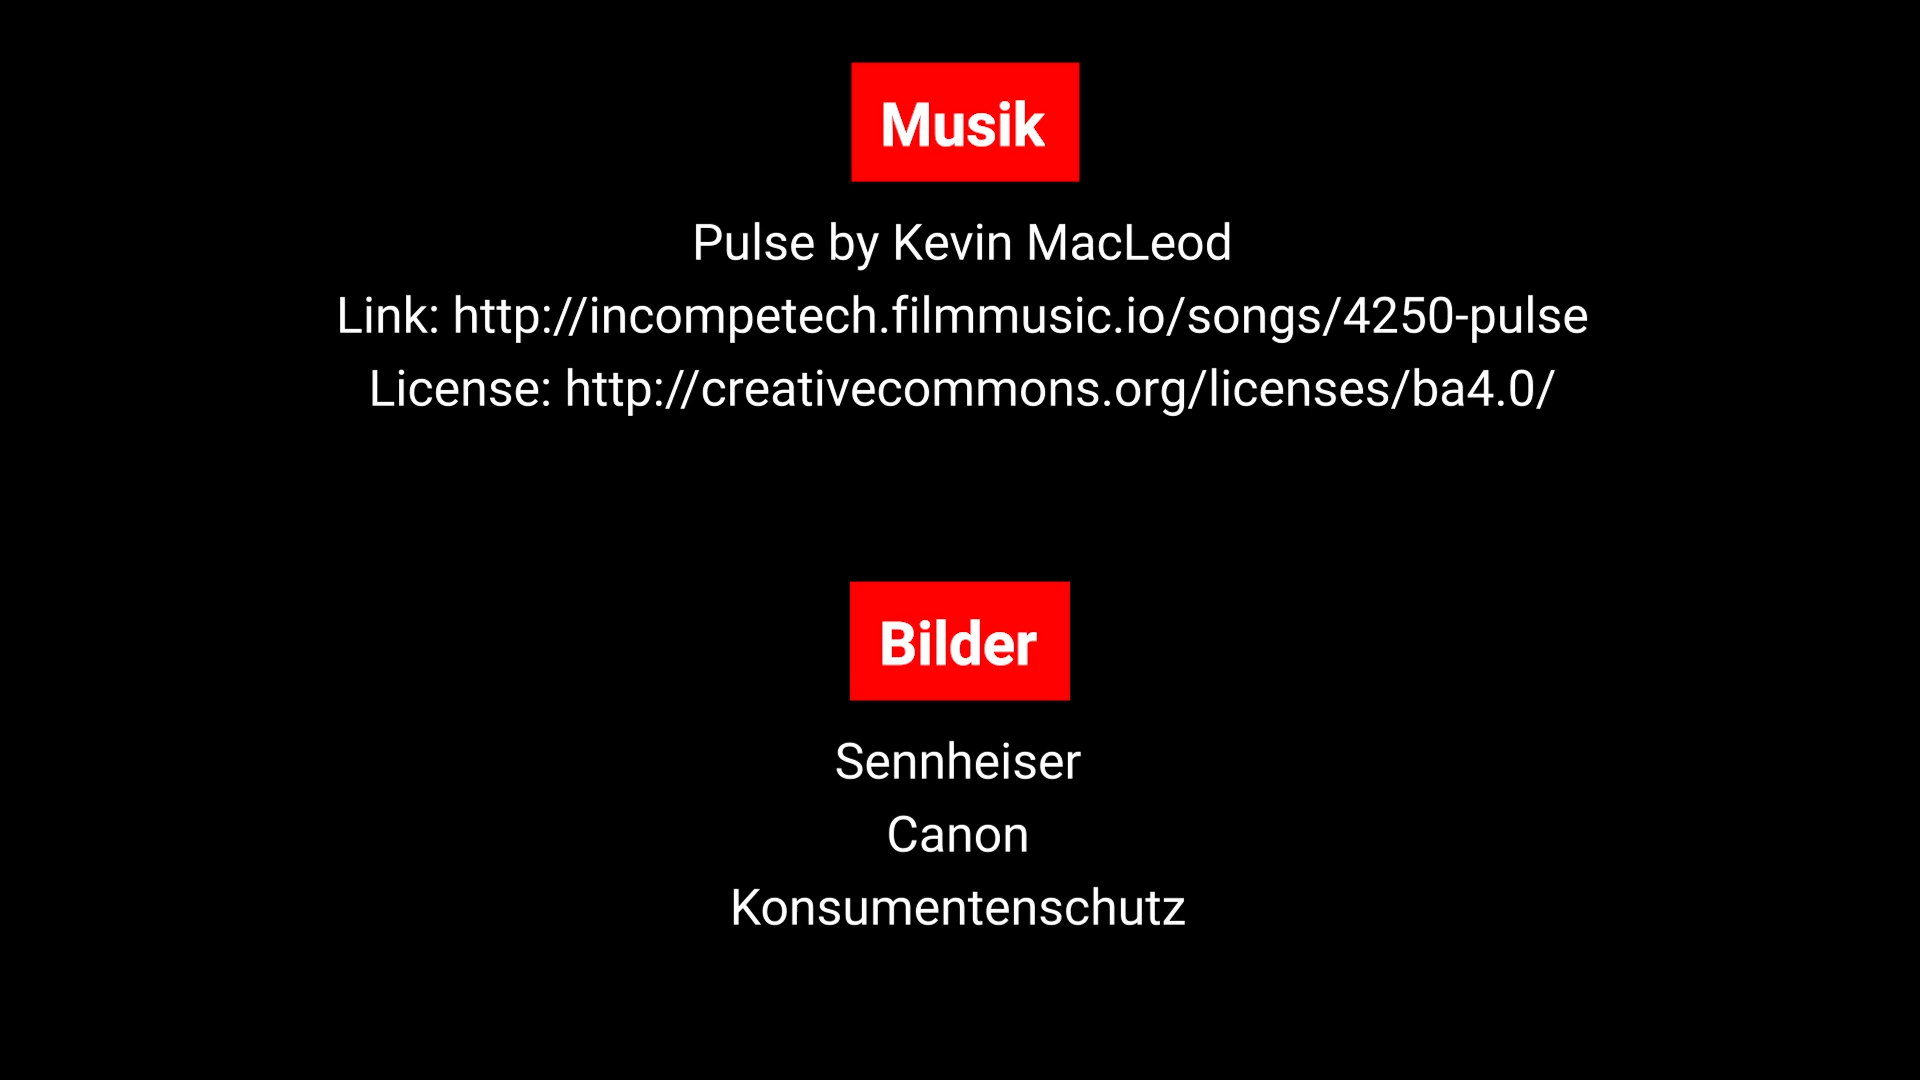 Musik
Pulse by Kevin MacLeod
Link: http://incompetech.filmmusic.io/songs/4250-pulse
License: http://creativecommons.org/licenses/ba4.0/
Bilder
Sennheiser
Canon
Konsumentenschutz